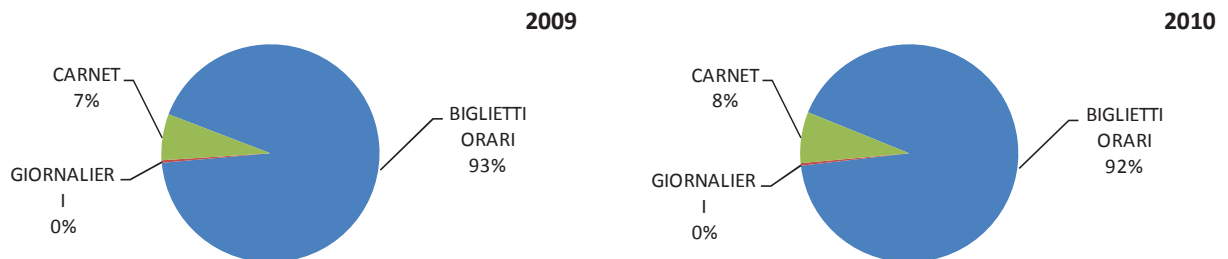 2009
CARNET
7%
BIGLIETTI
ORARI
93%
GIORNALIER
I
0%
2010
CARNET
8%
BIGLIETTI
ORARI
92%
GIORNALIER
I
0%